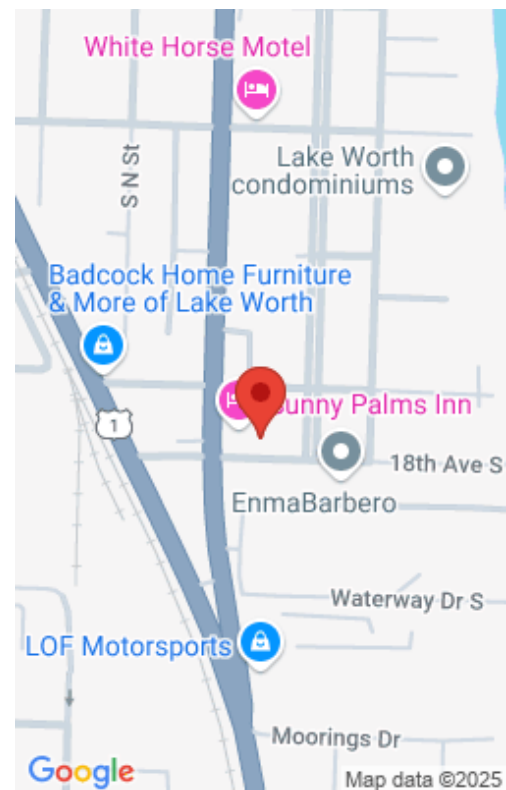 White Horse Motel
S N St
Lake Worth
condominiums
Badcock Home Furniture
& More of Lake Worth
1
Sunny Palms Inn
18th Ave S
EnmaBarbero
Waterway Dr S
LOF Motorsports
Moorings Dr
Google
Map data ©2025